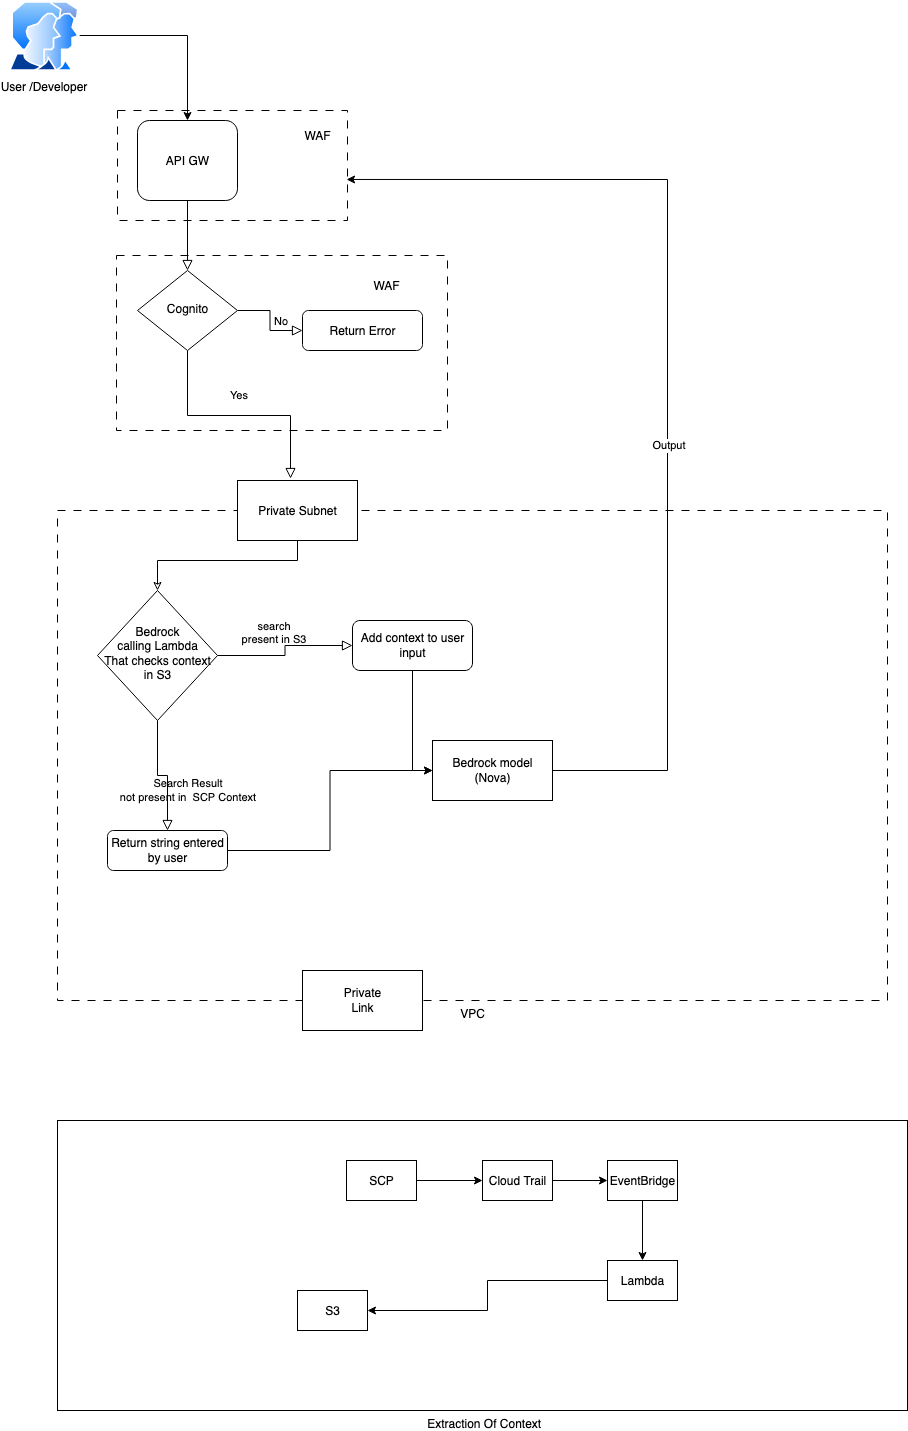 User /Developer
WAF
API GW
WAF
Cognito
No
Return Error
Yes
Output
Private Subnet
Bedrock
calling Lambda
That checks context
in S3
search
present in S3
Add context to user
input
Bedrock model
(Nova)
Search Result
not present in SCP Context
Return string entered
by user
Private
Link
VPC
SCP
Cloud Trail
EventBridge
Lambda
S3
Extraction Of Context